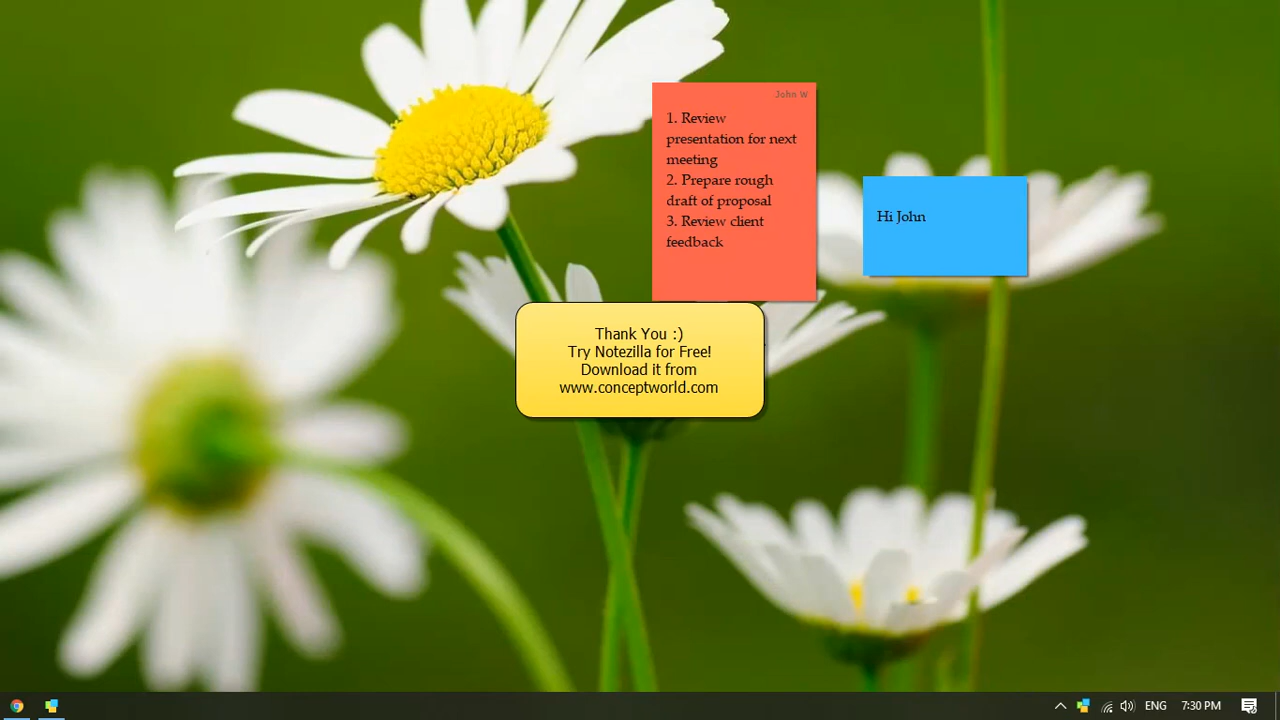 John W
1. Review
presentation for next
meeting
2. Prepare rough
draft of proposal
3. Review client
feedback
Hi John
Thank You :)
Try Notezilla for Free!
Download it from
www.conceptworld.com
ENG
7:30 PM